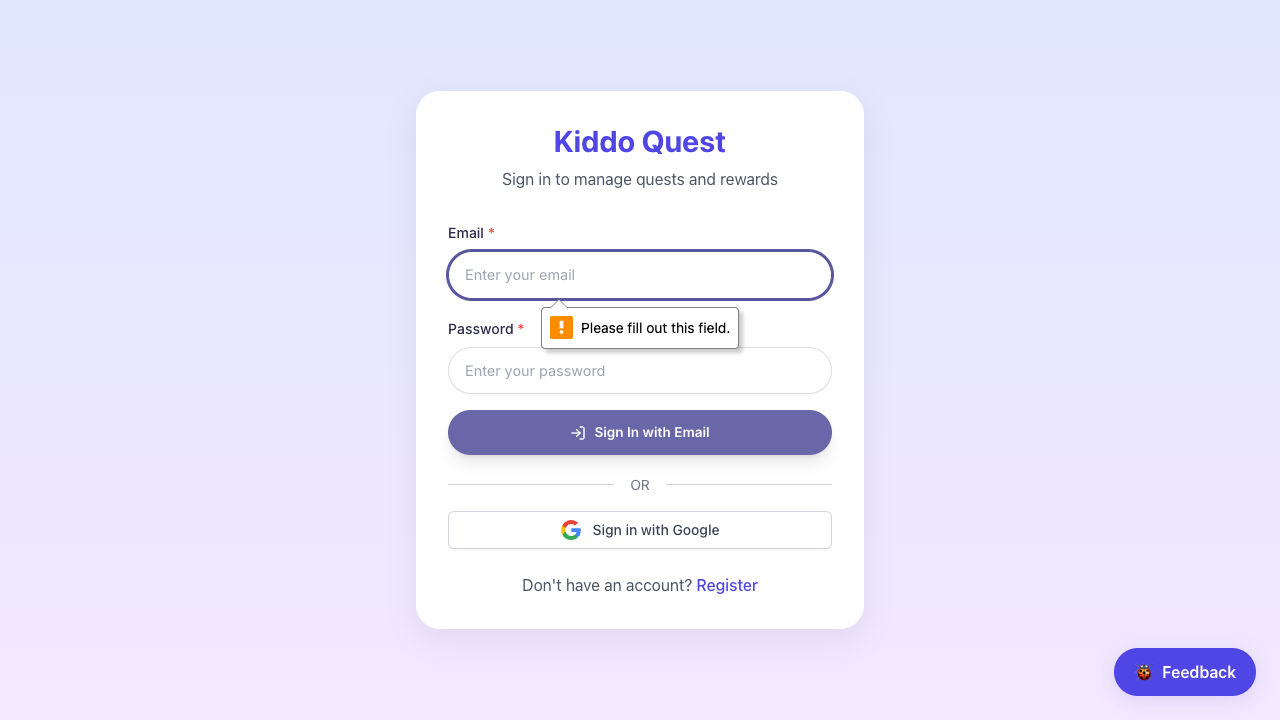 Kiddo Quest
Sign in to manage quests and rewards
Email *
Enter your email
Please fill out this field.
Password *
Enter your password
Sign In with Email
OR
Sign in with Google
Don't have an account? Register
Feedback